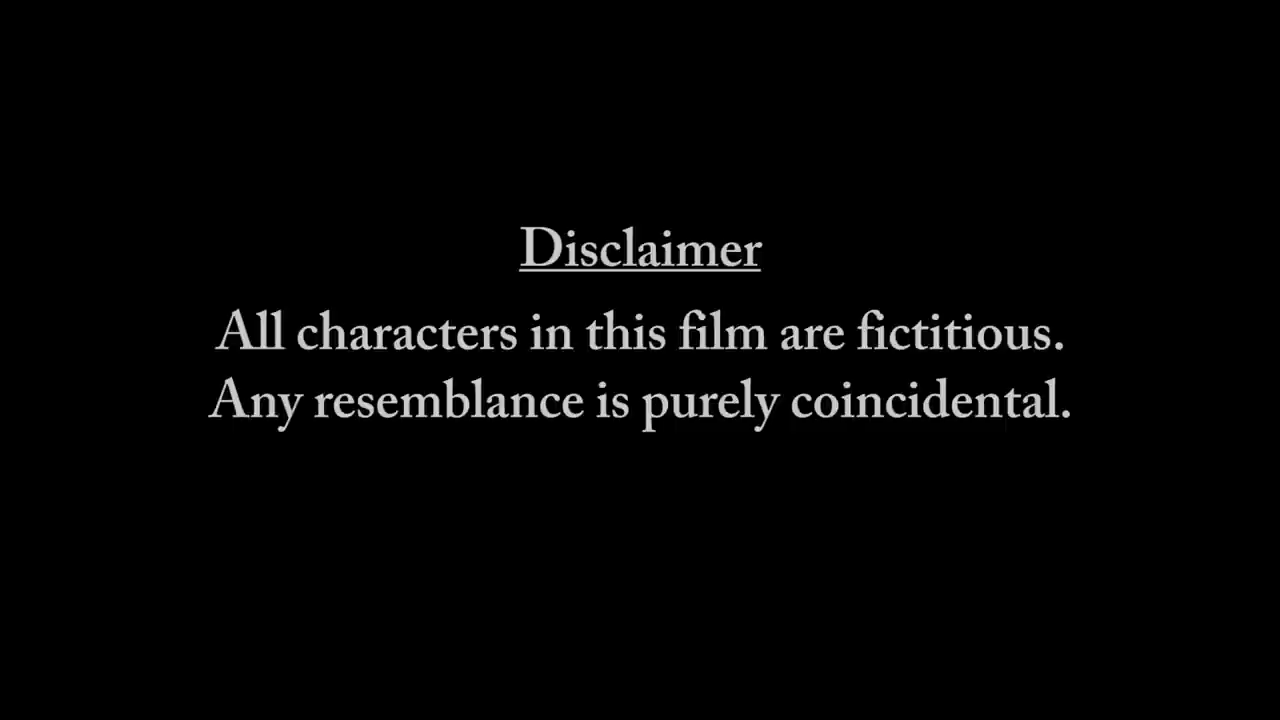 Disclaimer
All characters in this film are fictitious.
Any resemblance is purely coincidental.